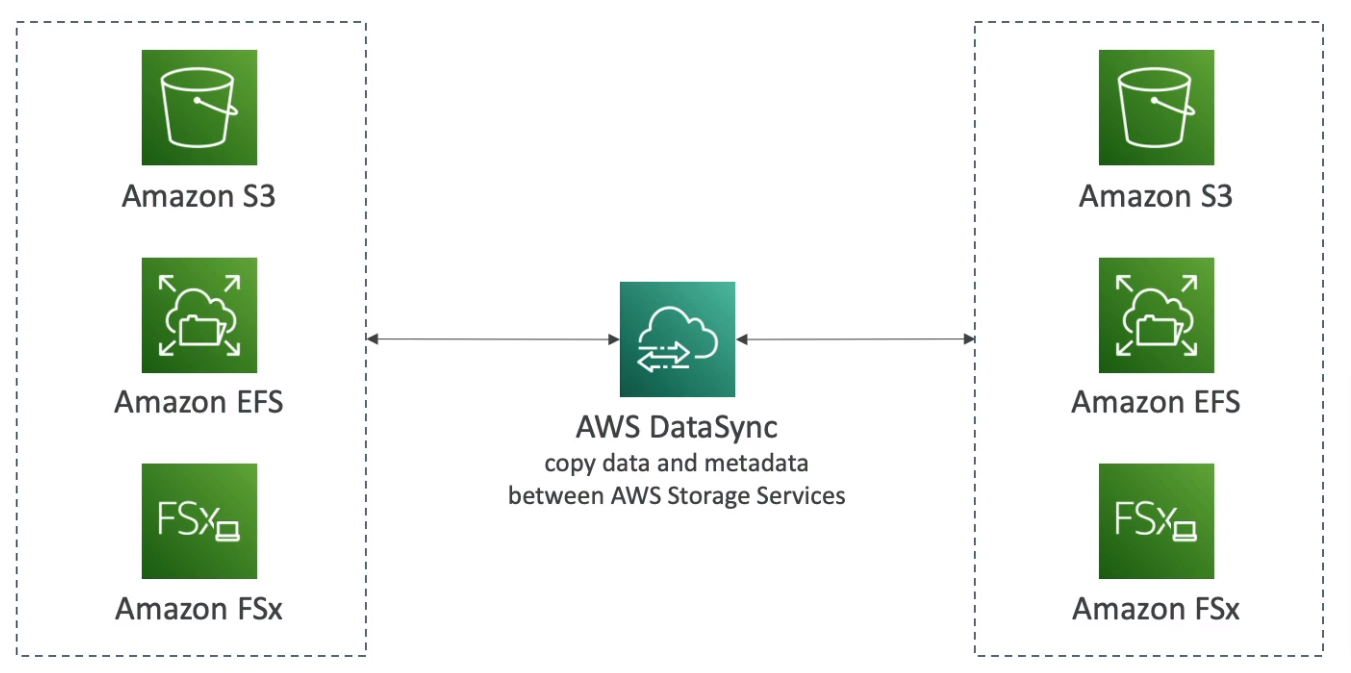 Amazon S3
Amazon EFS
FSx
Amazon FSx
AWS DataSync
copy data and metadata
between AWS Storage Services
Amazon S3
Amazon EFS
FSx
Amazon FSx